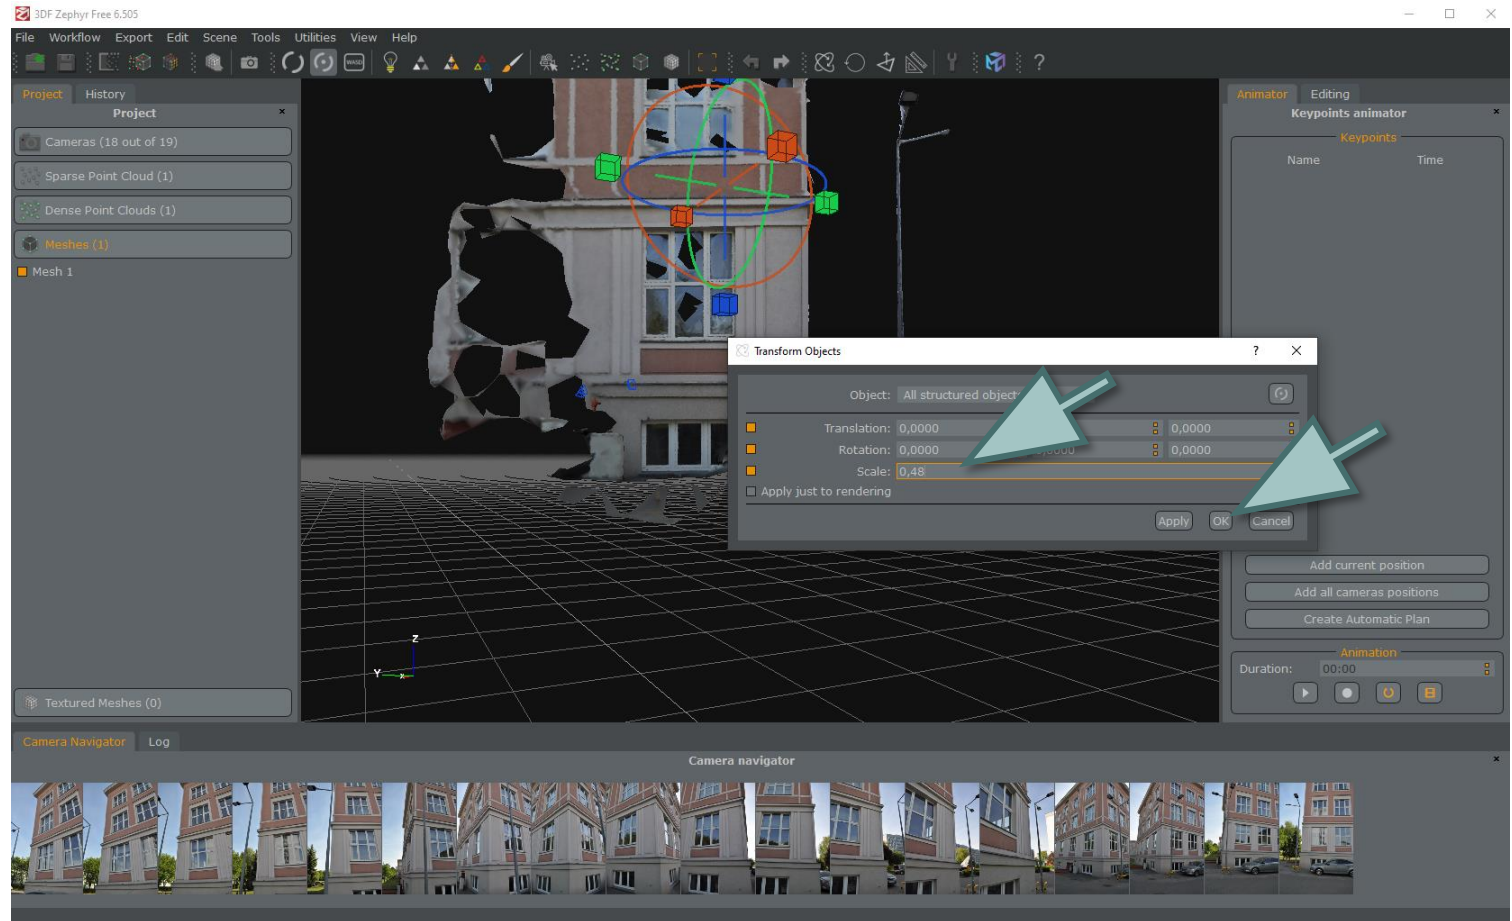 3DF Zephyr Free 6.505
File Workflow Export Edit Scene Tools Utilities View Help
WASD
?
Project History
Project
Cameras (18 out of 19)
Sparse Point Cloud (1)
Dense Point Clouds (1)
Meshes (1)
Mesh 1
Textured Meshes (0)
Z
Y
x
Transform Objects
?
Object: All structured objects
Translation: 0,0000 0,0000
Rotation: 0,0000 0,0000 0,0000
Scale: 0,48
Apply just to rendering
Apply OK Cancel
Animator Editing
Keypoints animator
Keypoints
Name Time
Add current position
Add all cameras positions
Create Automatic Plan
Animation
Duration: 00:00
Camera Navigator Log
Camera navigator